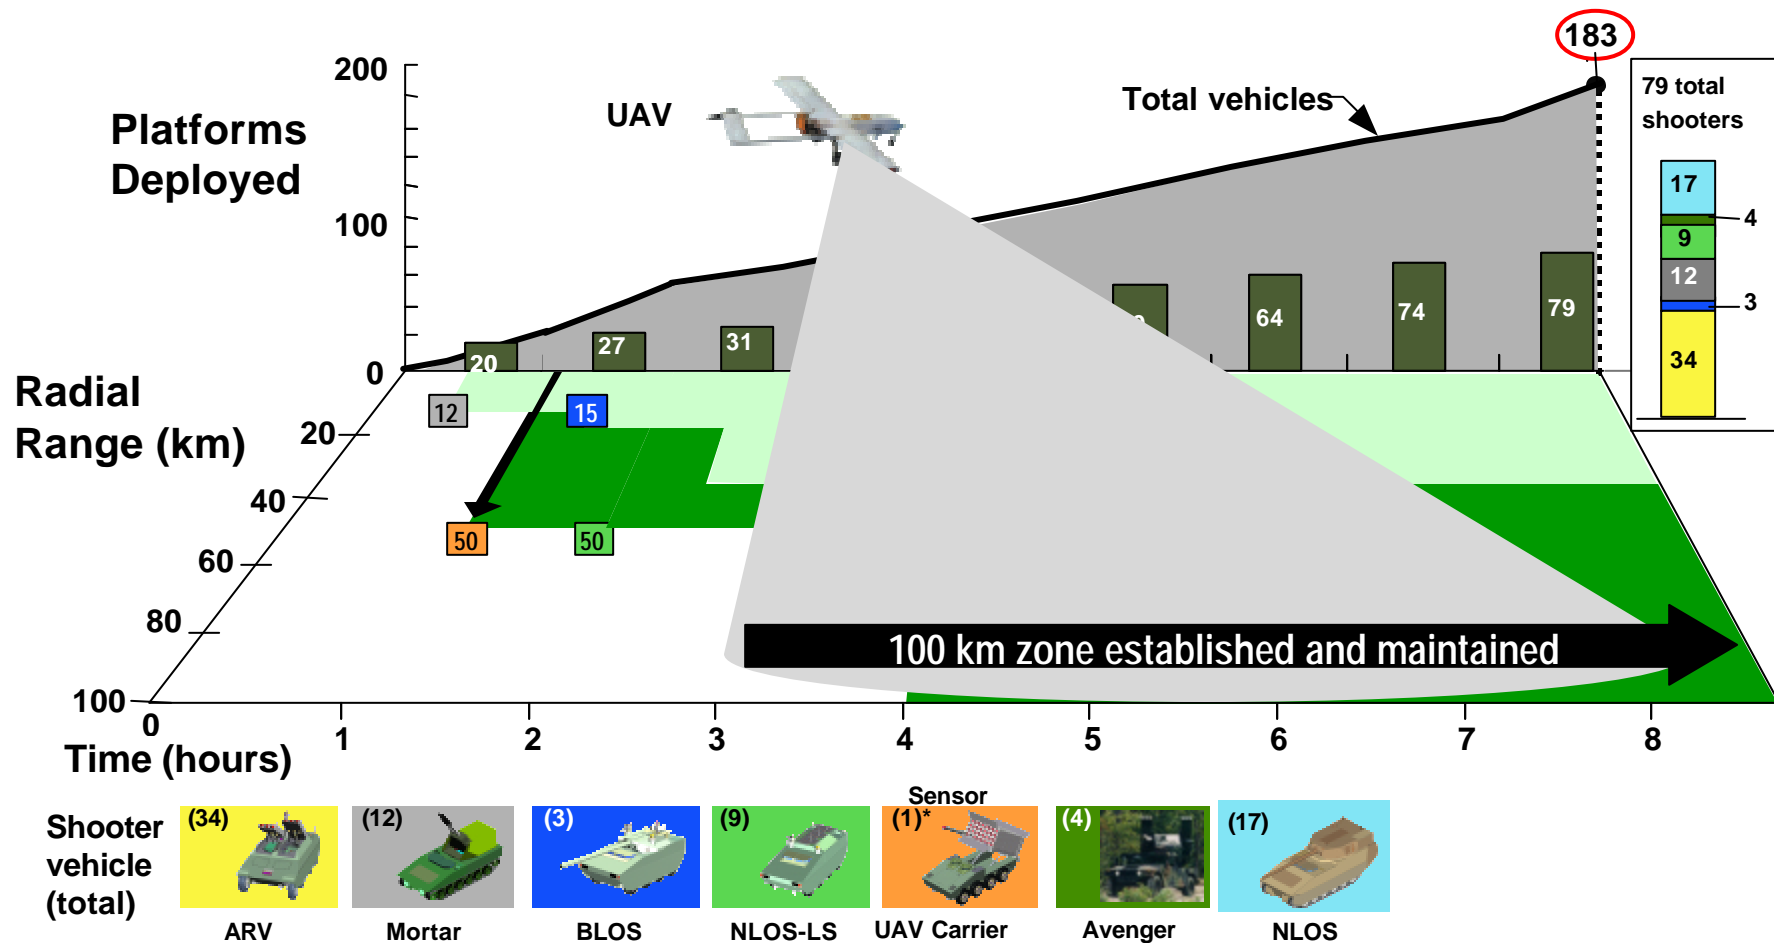 183
200
Platforms
Deployed
UAV
Total vehicles
79 total
shooters
17
4
9
12
3
34
100
0
20
27
31
64
74
79
Radial
Range (km)
12
15
20
40
50
50
60
80
100
100 km zone established and maintained
0
1
2
3
4
5
6
7
8
Time (hours)
Sensor
Shooter
vehicle
(total)
(34)
(12)
(3)
(9)
(1)*
(4)
(17)
ARV
Mortar
BLOS
NLOS-LS
UAV Carrier
Avenger
NLOS